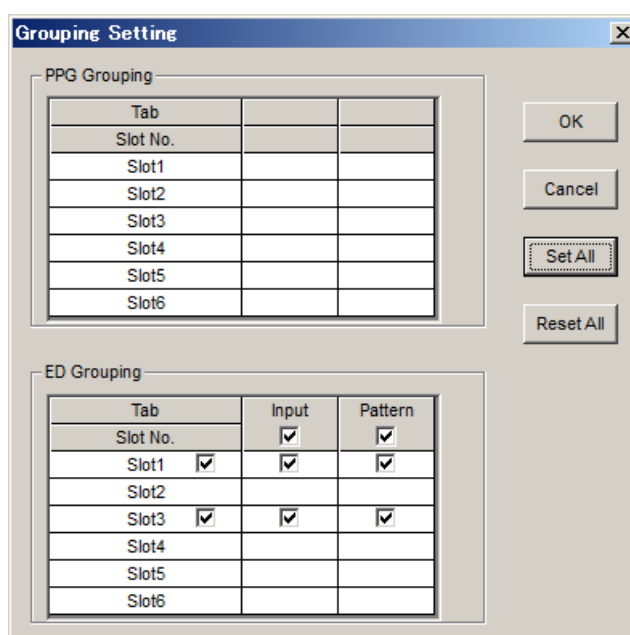 Grouping Setting
PPG Grouping
Tab
Slot No.
Slot1
Slot2
Slot3
Slot4
Slot5
Slot6
OK
Cancel
Set All
Reset All
ED Grouping
Tab Input Pattern
Slot No.
Slot1
Slot2
Slot3
Slot4
Slot5
Slot6